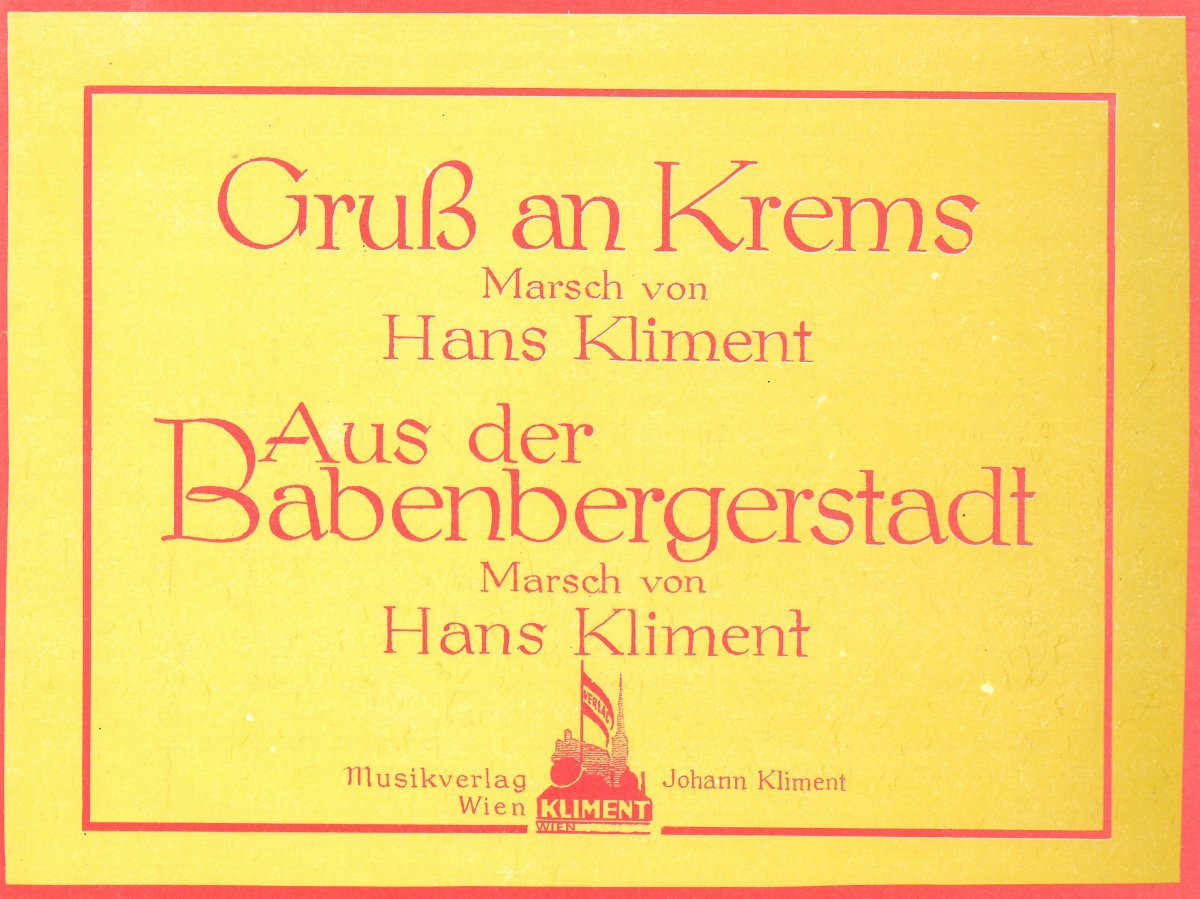 Gruß an Krems
Marsch von
Hans Kliment
Aus der
Babenbergerstadt
Marsch von
Hans Kliment
VERLAG
Musikverlag
Wien
Johann Kliment
KLIMENT
WIEN